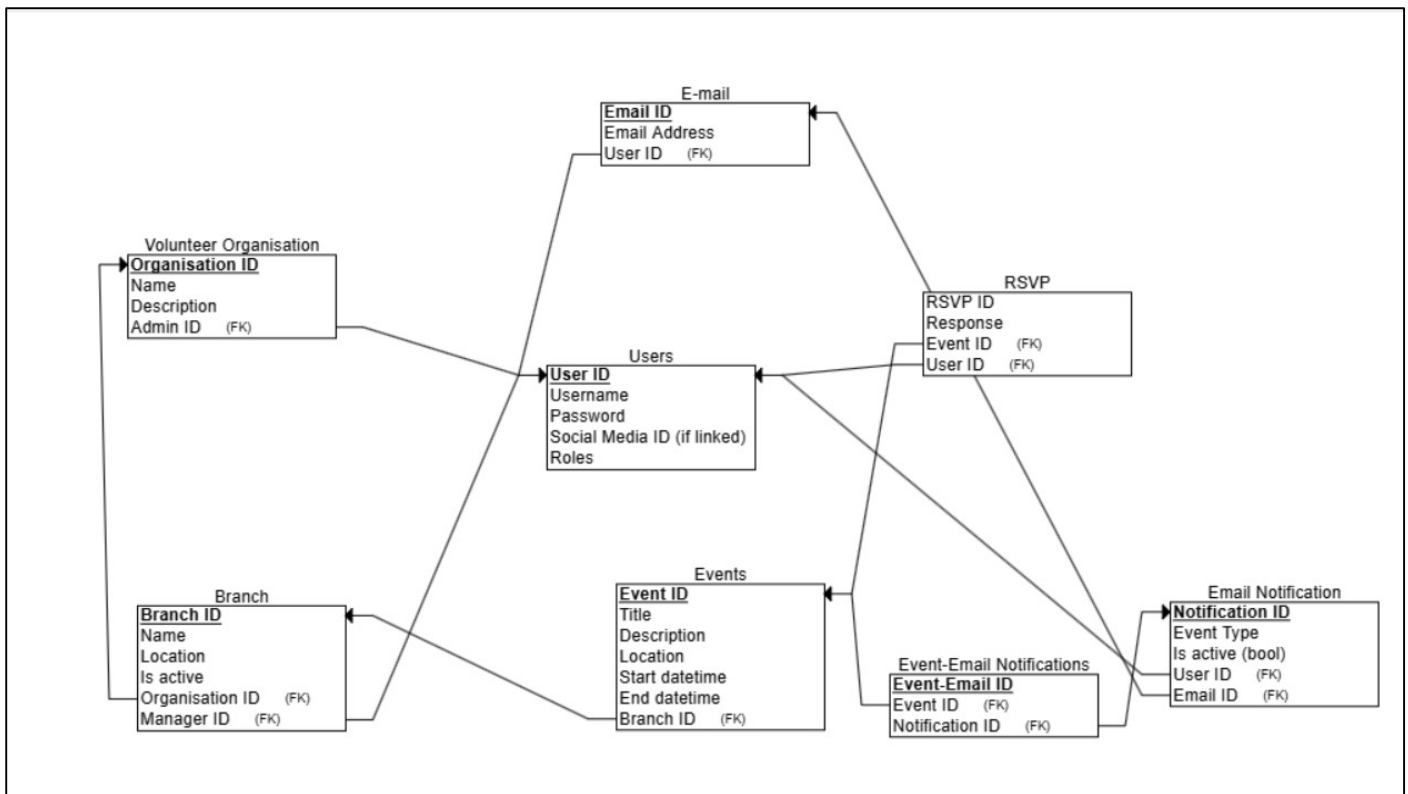 E-mail
Email ID
Email Address
User ID (FK)
Volunteer Organisation
Organisation ID
Name
Description
Admin ID (FK)
RSVP
RSVP ID
Response
Event ID (FK)
User ID (FK)
Users
User ID
Username
Password
Social Media ID (if linked)
Roles
Branch
Branch ID
Name
Location
Is active
Organisation ID (FK)
Manager ID (FK)
Events
Event ID
Title
Description
Location
Start datetime
End datetime
Branch ID (FK)
Event-Email Notifications
Event-Email ID
Event ID (FK)
Notification ID (FK)
Email Notification
Notification ID
Event Type
Is active (bool)
User ID (FK)
Email ID (FK)